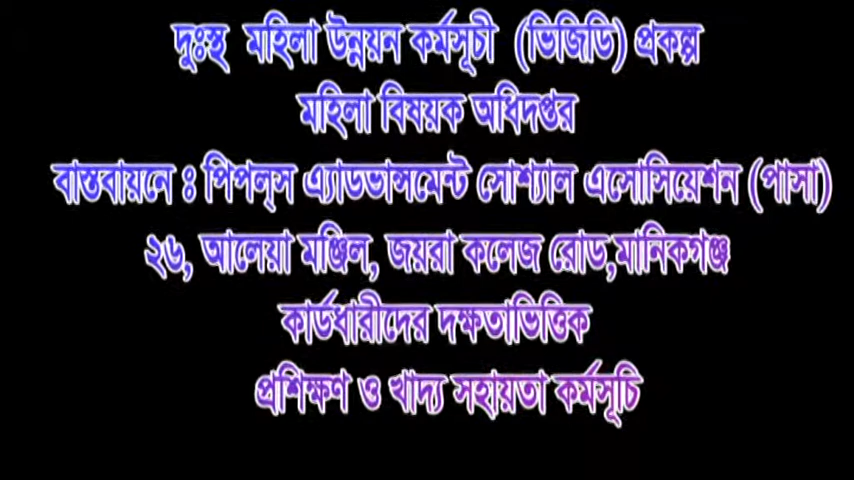 দুঃস্থ মহিলা উন্নয়ন কর্মসূচী (ভিজিডি) প্রকল্প
মহিলা বিষয়ক অধিদপ্তর
বাস্তবায়নে ঃ পিপল্স এ্যাডভান্সমেন্ট সোশ্যাল এসোসিয়েশন (পাসা)
২৬, আলেয়া মঞ্জিল, জয়রা কলেজ রোড,মানিকগঞ্জ
কার্ডধারীদের দক্ষতাভিত্তিক
প্রশিক্ষণ ও খাদ্য সহায়তা কর্মসূচি